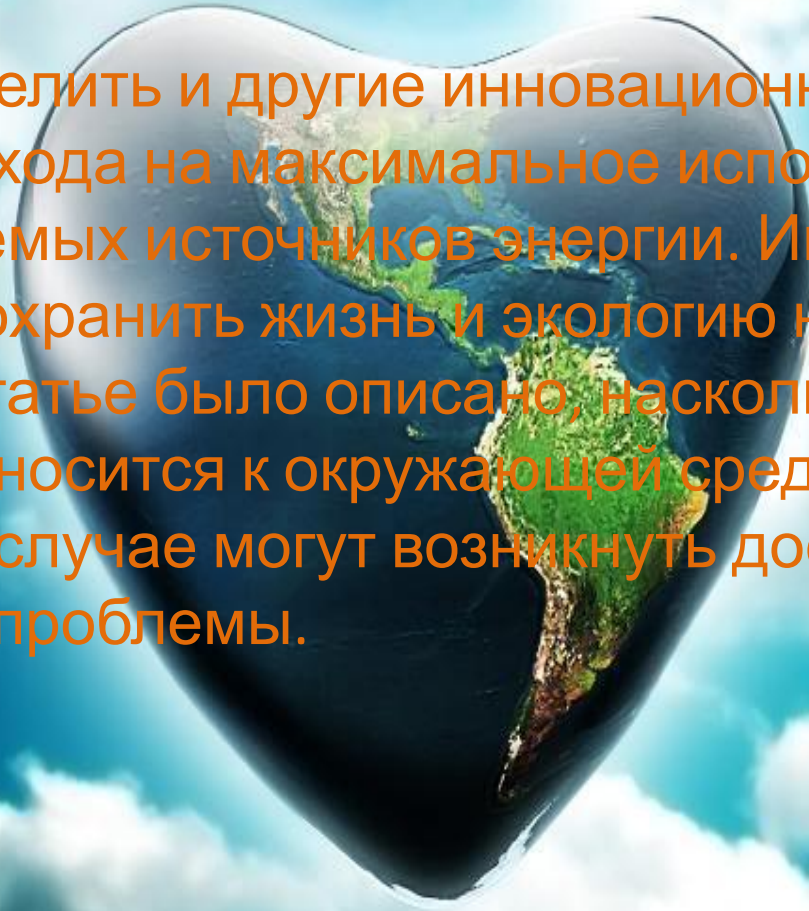 елить и другие инновационн
хода на максимальное испо
емых источников энергии. И
охранить жизнь и экологию
татье было описано, наскол
носится к окружающей сред
случае могут возникнуть до
проблемы.